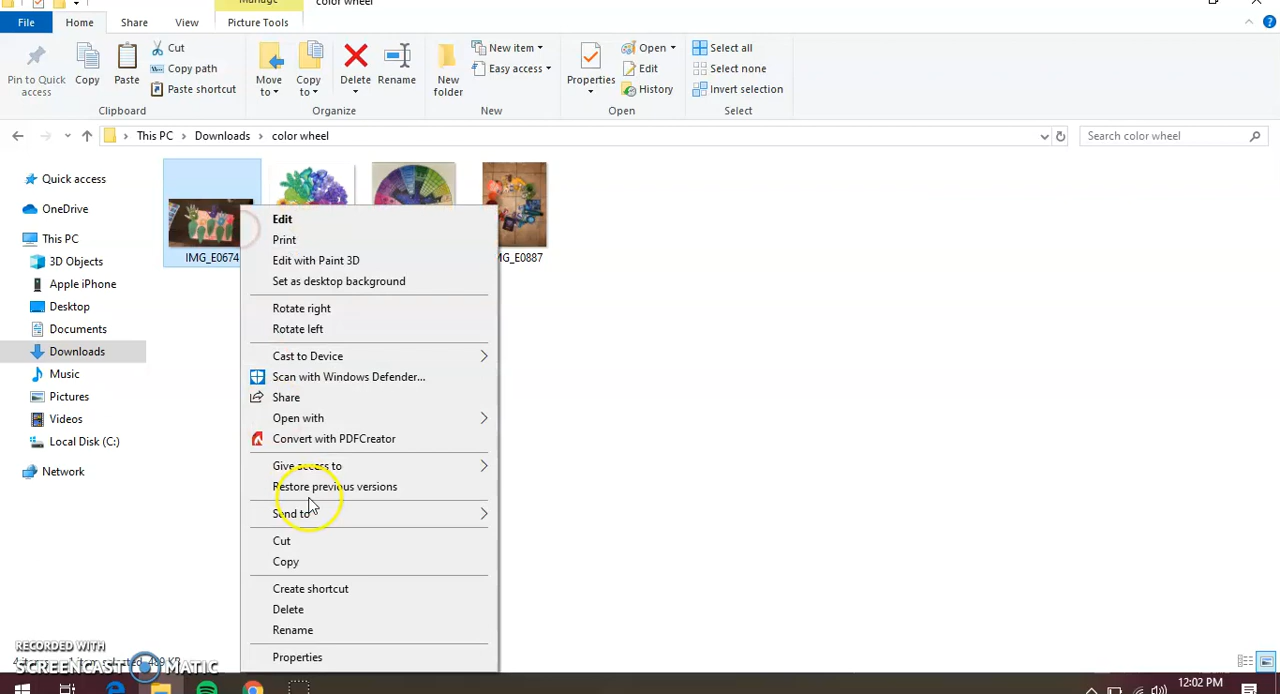 Manage
color wheel
File
Home
Share
View
Picture Tools
Pin to Quick
access
Copy
Paste
Cut
Copy path
Paste shortcut
Clipboard
Move
to
Copy
to
Delete
Rename
Organize
New
folder
New item
Easy access
New
Properties
Open
Edit
History
Open
Select all
Select none
Invert selection
Select
This PC
Downloads
color wheel
Search color wheel
Quick access
OneDrive
This PC
3D Objects
Apple iPhone
Desktop
Documents
Downloads
Music
Pictures
Videos
Local Disk (C:)
Network
IMG_E0674
MG_E0887
Edit
Print
Edit with Paint 3D
Set as desktop background
Rotate right
Rotate left
Cast to Device
Scan with Windows Defender...
Share
Open with
Convert with PDFCreator
Give access to
Restore previous versions
Send to
Cut
Copy
Create shortcut
Delete
Rename
Properties
RECORDED WITH
SCREENCAST MATIC
12:02 PM